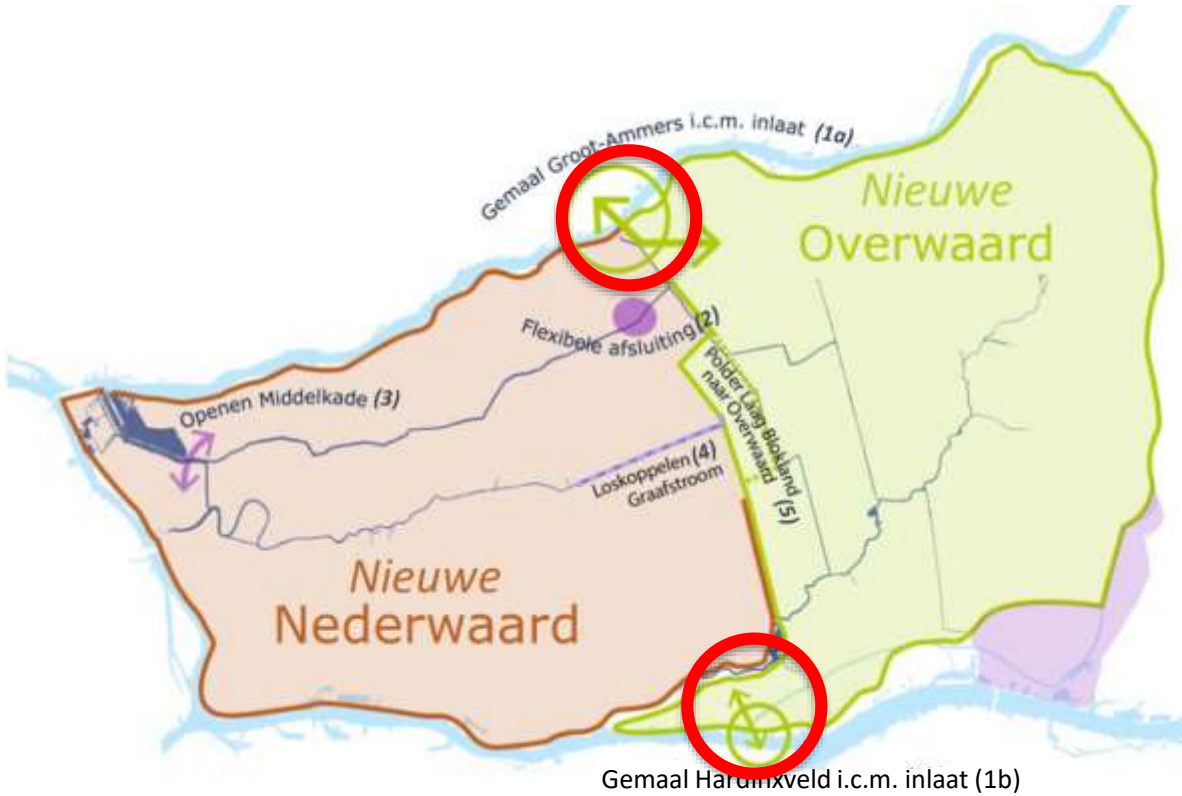 Gemaal Groot-Ammers i.c.m. inlaat (1a)
Nieuwe
Overwaard
Flexibele afsluiting (2)
Polder Laag Blokland
naar Overwaard (5)
Openen Middelkade (3)
Loskoppelen (4)
Graafstroom
Nieuwe
Nederwaard
Gemaal Hardinxveld i.c.m. inlaat (1b)